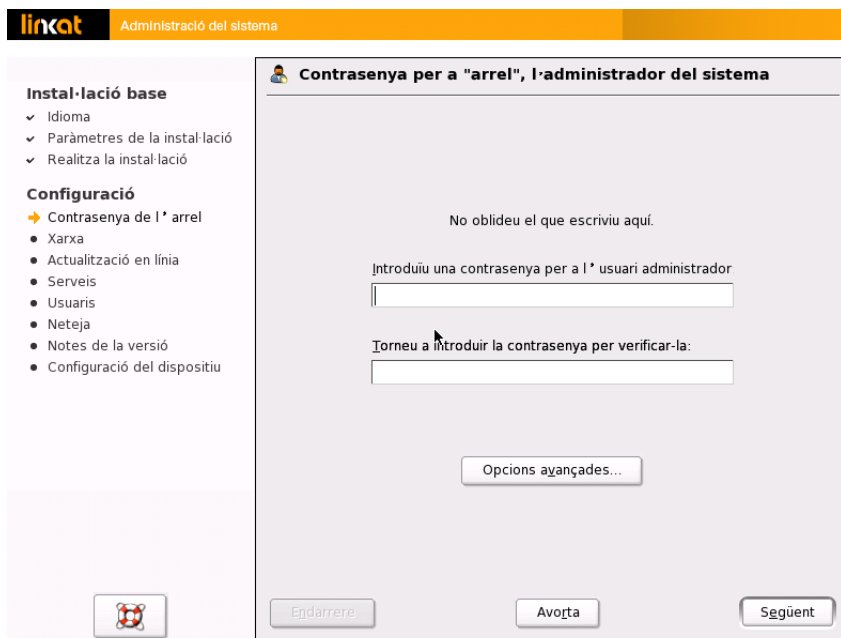 linkat
Administració del sistema
Instal·lació base
Idioma
Paràmetres de la instal·lació
Realitza la instal·lació
Configuració
Contrasenya de l'arrel
Xarxa
Actualització en línia
Serveis
Usuaris
Neteja
Notes de la versió
Configuració del dispositiu
Contrasenya per a "arrel", l'administrador del sistema
No oblideu el que escriviu aquí.
Introduïu una contrasenya per a l'usuari administrador
Torneu a introduir la contrasenya per verificar-la:
Opcions avançades...
Endarrere
Avorta
Següent